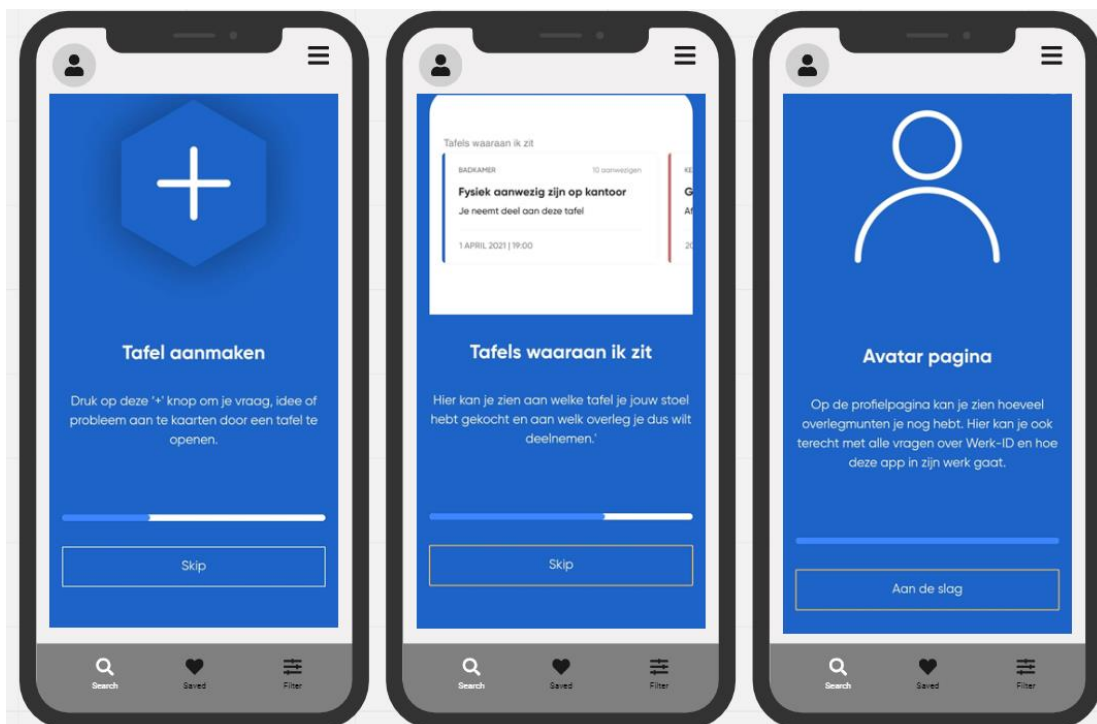 Tafel aanmaken
Druk op deze '+' knop om je vraag, idee of
probleem aan te kaarten door een tafel te
openen.
Skip
Search
Saved
Filter
Tafels waaraan ik zit
BADKAMER
10 aanwezigen
Fysiek aanwezig zijn op kantoor
Je neemt deel aan deze tafel
1 APRIL 2021 | 19:00
KE
G
Af
20
Tafels waaraan ik zit
Hier kan je zien aan welke tafel je jouw stoel
hebt gekocht en aan welk overleg je dus wilt
deelnemen.'
Skip
Search
Saved
Filter
Avatar pagina
Op de profielpagina kan je zien hoeveel
overlegmunten je nog hebt. Hier kan je ook
terecht met alle vragen over Werk-ID en hoe
deze app in zijn werk gaat.
Aan de slag
Search
Saved
Filter